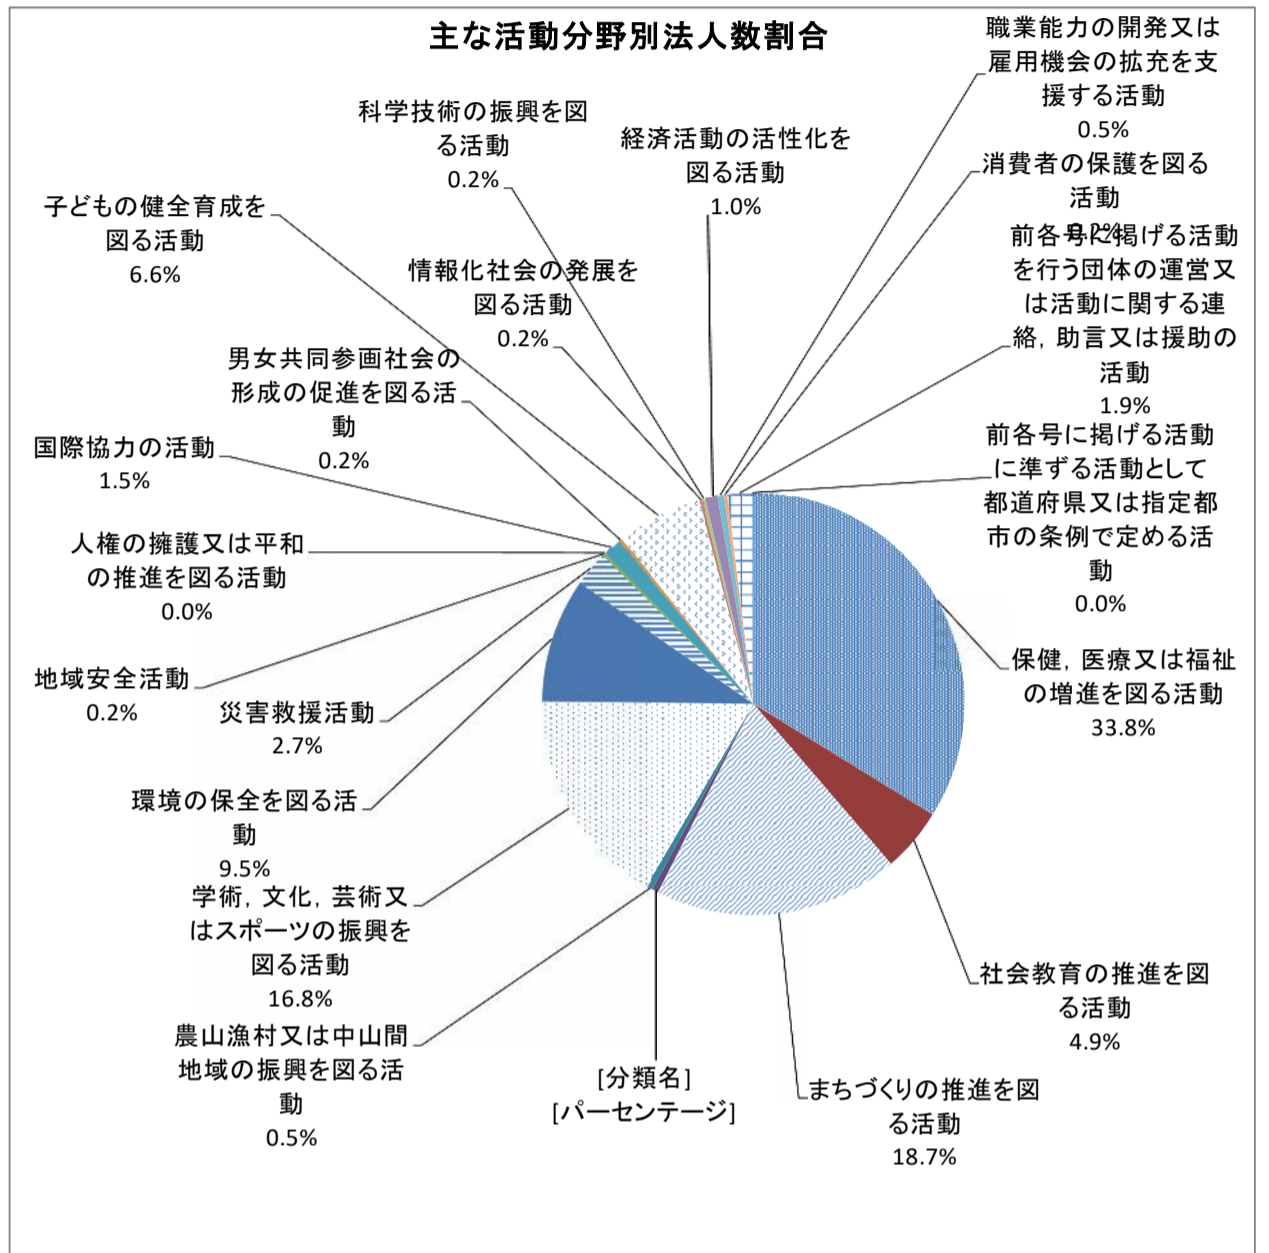 主な活動分野別法人数割合
職業能力の開発又は
雇用機会の拡充を支
援する活動
0.5%
消費者の保護を図る
活動
0.2%
前各号に掲げる活動
を行う団体の運営又
は活動に関する連
絡，助言又は援助の
活動
1.9%
前各号に掲げる活動
に準ずる活動として
都道府県又は指定都
市の条例で定める活
動
0.0%
保健，医療又は福祉
の増進を図る活動
33.8%
社会教育の推進を図
る活動
4.9%
まちづくりの推進を図
る活動
18.7%
[分類名]
[パーセンテージ]
農山漁村又は中山間
地域の振興を図る活
動
0.5%
学術，文化，芸術又
はスポーツの振興を
図る活動
16.8%
環境の保全を図る活
動
9.5%
災害救援活動
2.7%
地域安全活動
0.2%
人権の擁護又は平和
の推進を図る活動
0.0%
国際協力の活動
1.5%
男女共同参画社会の
形成の促進を図る活
動
0.2%
子どもの健全育成を
図る活動
6.6%
情報化社会の発展を
図る活動
0.2%
科学技術の振興を図
る活動
0.2%
経済活動の活性化を
図る活動
1.0%